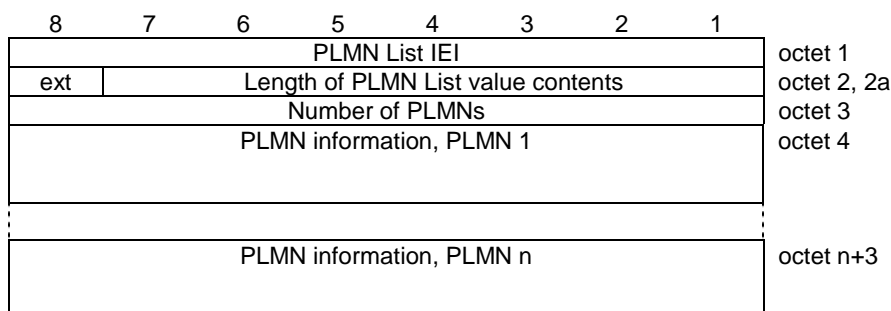 8 7 6 5 4 3 2 1
PLMN List IEI octet 1
ext Length of PLMN List value contents octet 2, 2a
Number of PLMNs octet 3
PLMN information, PLMN 1 octet 4
PLMN information, PLMN n octet n+3